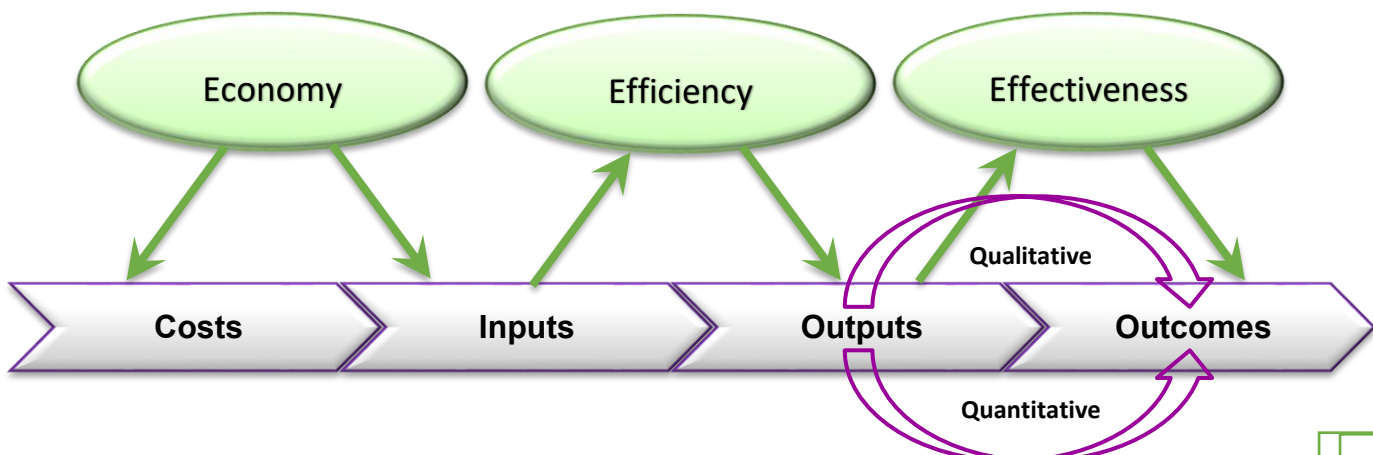 Economy
Efficiency
Effectiveness
Qualitative
Costs
Inputs
Outputs
Outcomes
Quantitative